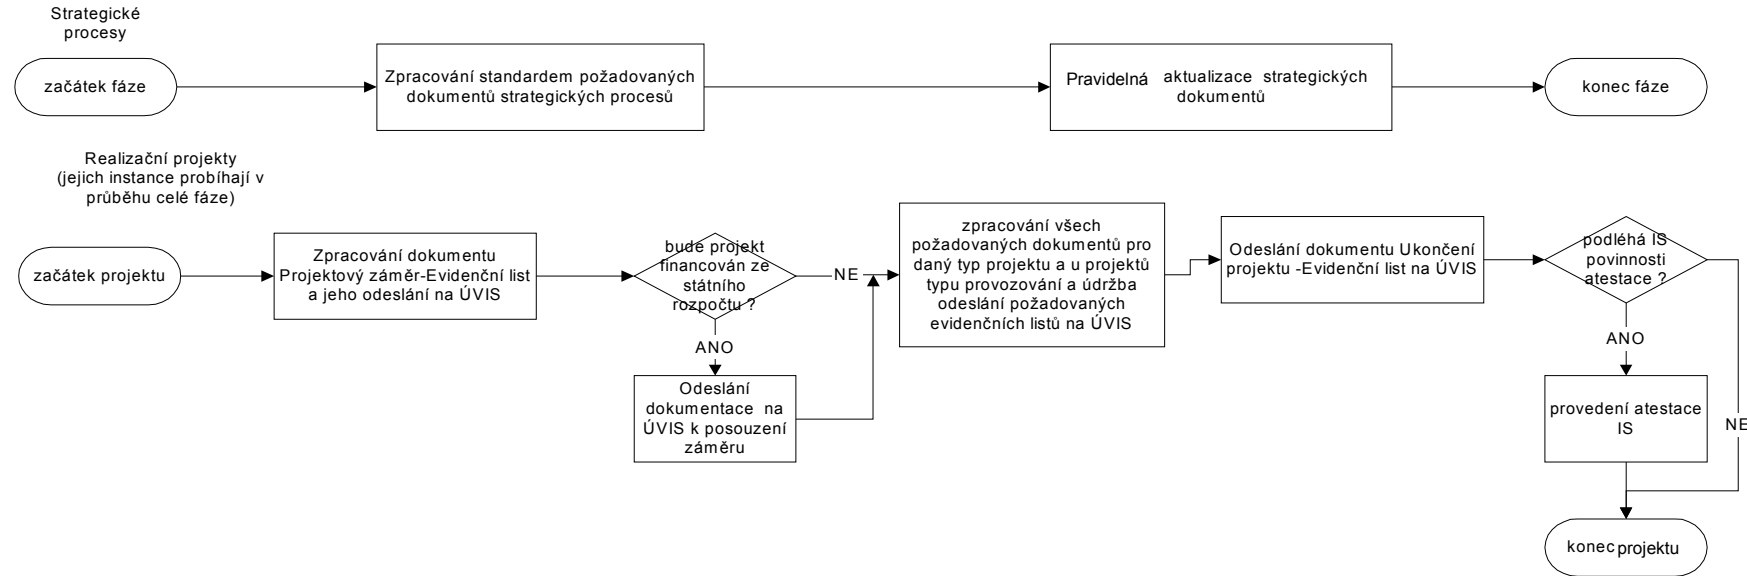 Strategické
procesy
začátek fáze
Zpracování standardem požadovaných
dokumentů strategických procesů
Pravidelná aktualizace strategických
dokumentů
konec fáze
Realizační projekty
(jejich instance probíhají v
průběhu celé fáze)
začátek projektu
Zpracování dokumentu
Projektový záměr-Evidenční list
a jeho odeslání na ÚVIS
bude projekt
financován ze
státního
rozpočtu ?
NE
ANO
Odeslání
dokumentace na
ÚVIS k posouzení
záměru
zpracování všech
požadovaných dokumentů pro
daný typ projektu a u projektů
typu provozování a údržba
odeslání požadovaných
evidenčních listů na ÚVIS
Odeslání dokumentu Ukončení
projektu -Evidenční list na ÚVIS
podléhá IS
povinnosti
atestace ?
ANO
provedení atestace
IS
NE
konec projektu